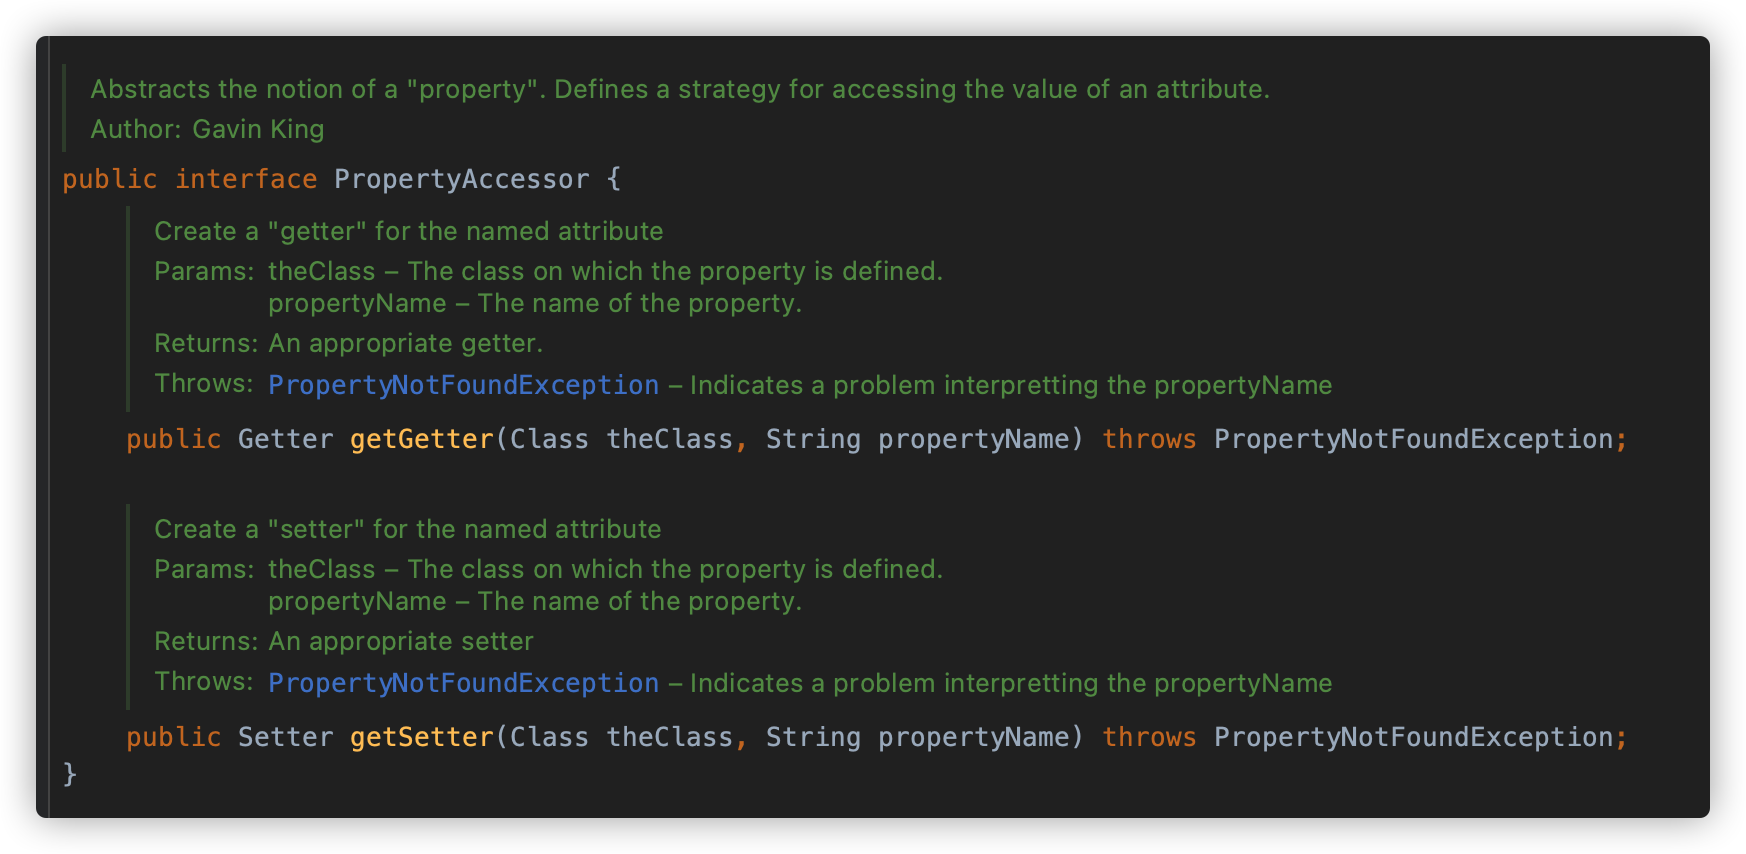 Abstracts the notion of a "property". Defines a strategy for accessing the value of an attribute.
Author: Gavin King
public interface PropertyAccessor {
Create a "getter" for the named attribute
Params: theClass – The class on which the property is defined.
propertyName – The name of the property.
Returns: An appropriate getter.
Throws: PropertyNotFoundException – Indicates a problem interpretting the propertyName
public Getter getGetter(Class theClass, String propertyName) throws PropertyNotFoundException;
Create a "setter" for the named attribute
Params: theClass – The class on which the property is defined.
propertyName – The name of the property.
Returns: An appropriate setter
Throws: PropertyNotFoundException – Indicates a problem interpretting the propertyName
public Setter getSetter(Class theClass, String propertyName) throws PropertyNotFoundException;
}